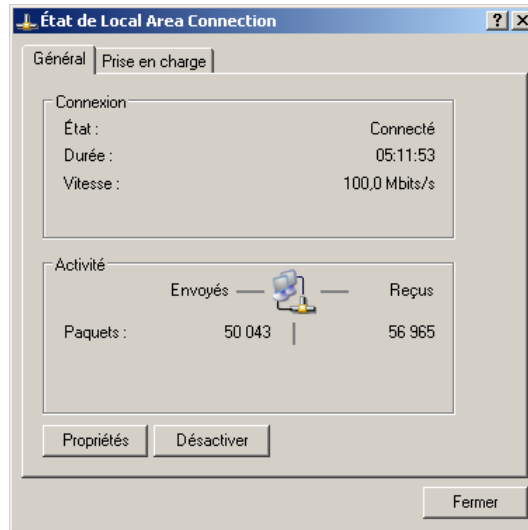 État de Local Area Connection
Général Prise en charge
Connexion
État : Connecté
Durée : 05:11:53
Vitesse : 100,0 Mbits/s
Activité
Envoyés Reçus
Paquets : 50 043 56 965
Propriétés Désactiver
Fermer